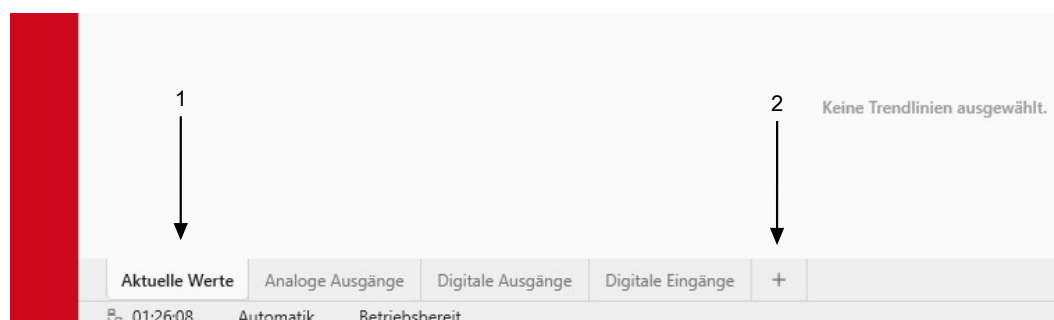 1
2
Keine Trendlinien ausgewählt.
Aktuelle Werte Analoge Ausgänge Digitale Ausgänge Digitale Eingänge +
01:26:08 Automatik Betriebsbereit